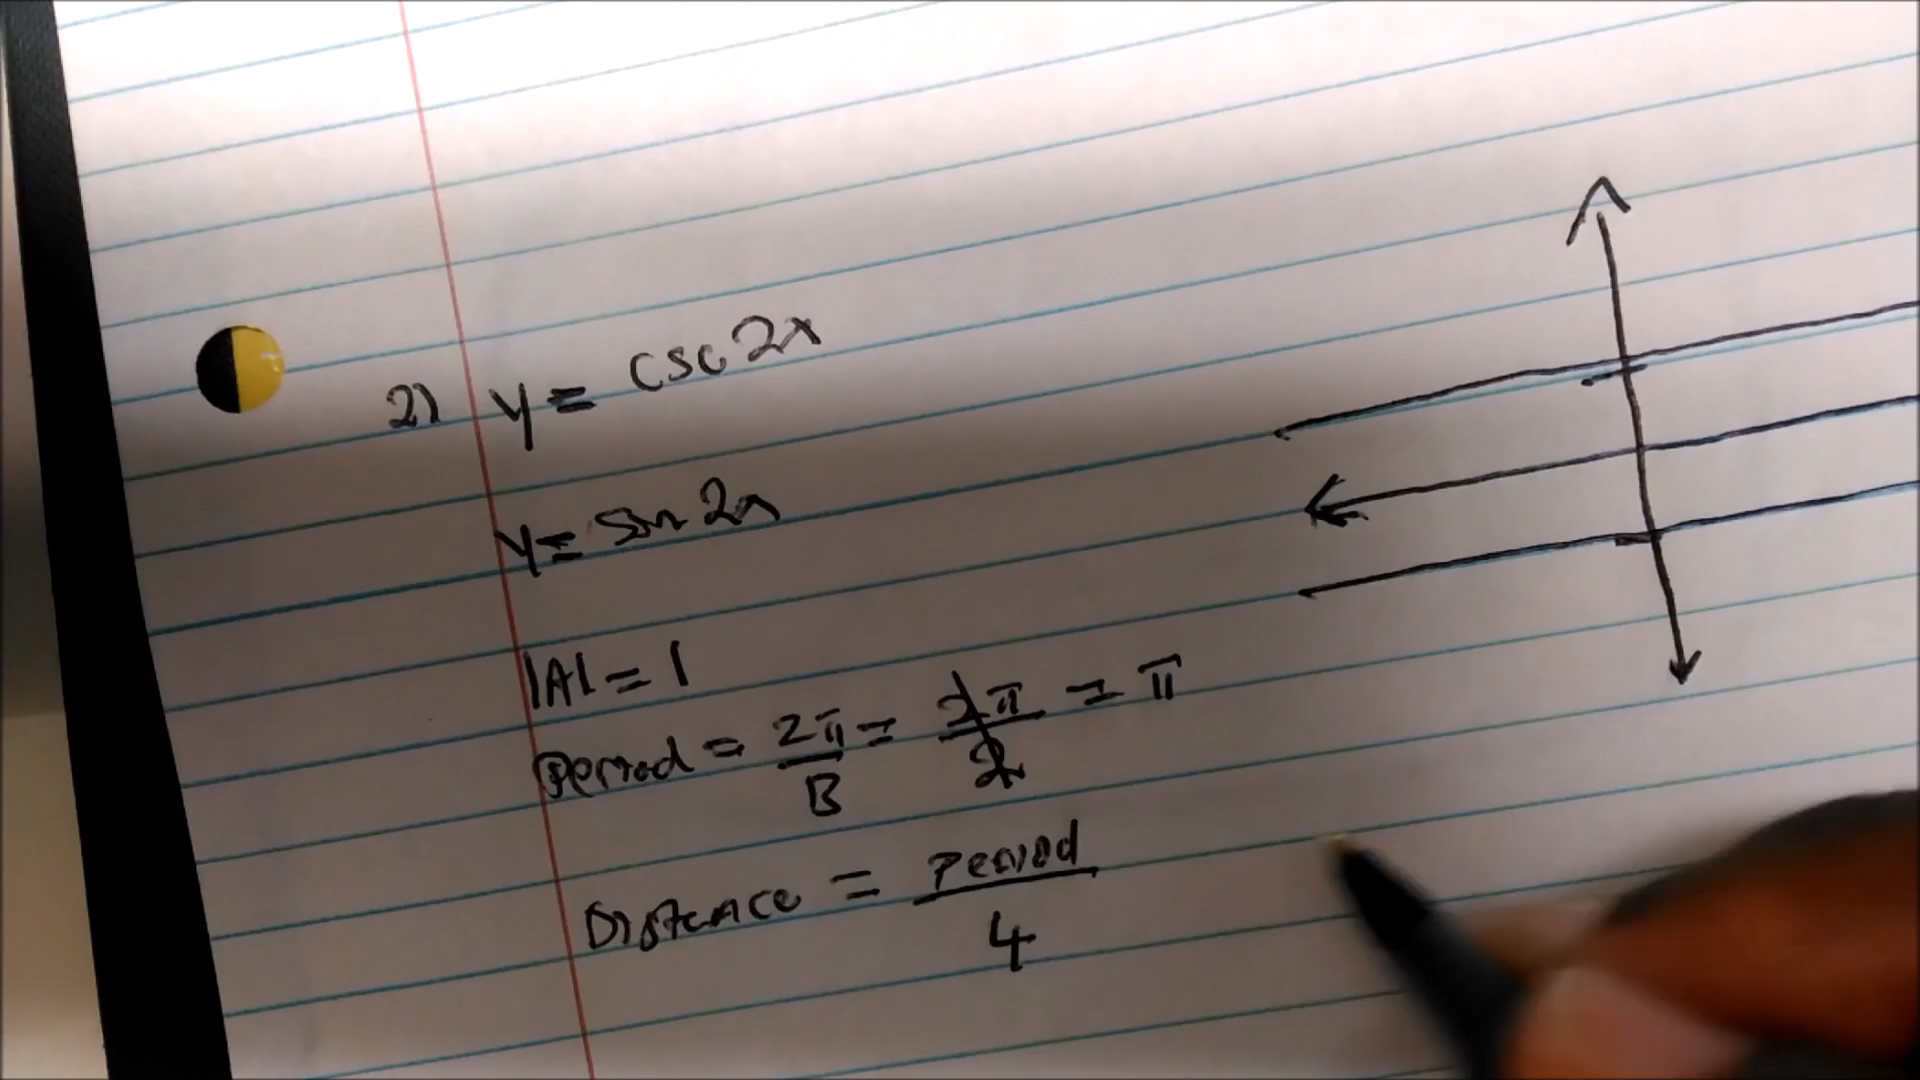 2) y = csc 2x
y = sin 2x
|A| = 1
Period = 2π/B = 2π/2 = π
Distance = Period/4